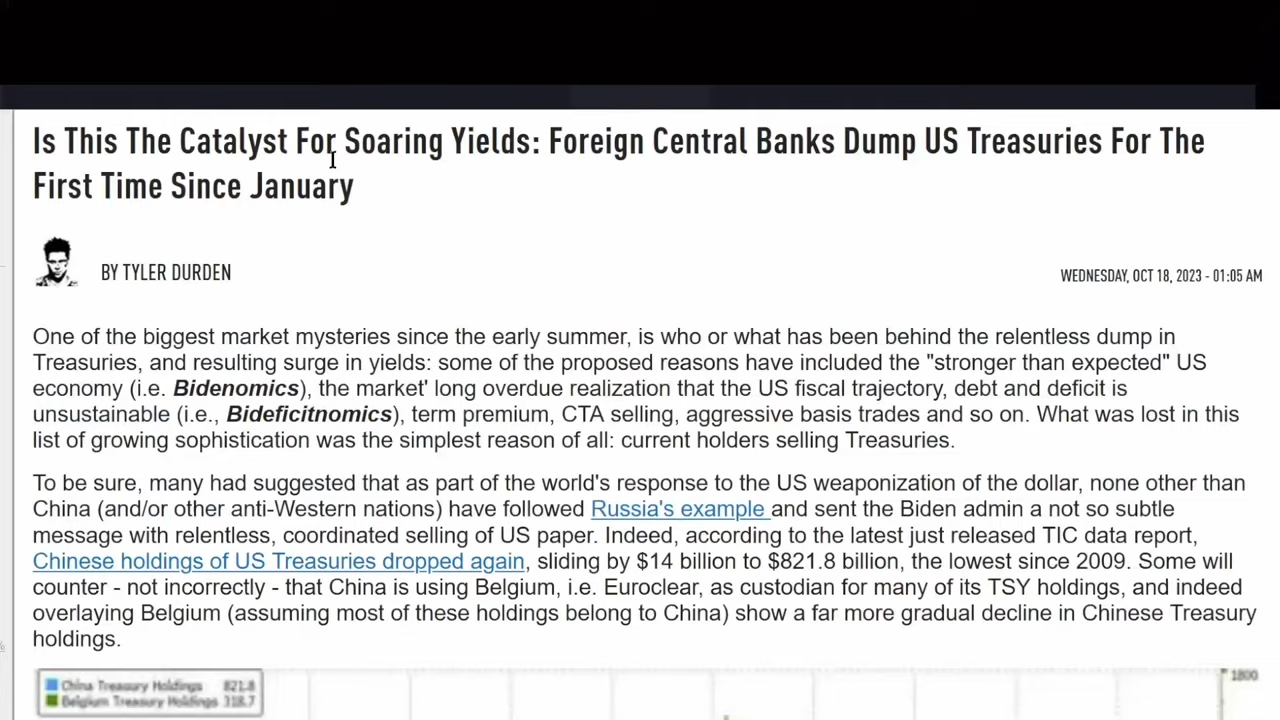 Is This The Catalyst For Soaring Yields: Foreign Central Banks Dump US Treasuries For The
First Time Since January
BY TYLER DURDEN
WEDNESDAY, OCT 18, 2023 - 01:05 AM
One of the biggest market mysteries since the early summer, is who or what has been behind the relentless dump in
Treasuries, and resulting surge in yields: some of the proposed reasons have included the "stronger than expected" US
economy (i.e. Bidenomics), the market' long overdue realization that the US fiscal trajectory, debt and deficit is
unsustainable (i.e., Bideficitnomics), term premium, CTA selling, aggressive basis trades and so on. What was lost in this
list of growing sophistication was the simplest reason of all: current holders selling Treasuries.
To be sure, many had suggested that as part of the world's response to the US weaponization of the dollar, none other than
China (and/or other anti-Western nations) have followed Russia's example and sent the Biden admin a not so subtle
message with relentless, coordinated selling of US paper. Indeed, according to the latest just released TIC data report,
Chinese holdings of US Treasuries dropped again, sliding by $14 billion to $821.8 billion, the lowest since 2009. Some will
counter - not incorrectly - that China is using Belgium, i.e. Euroclear, as custodian for many of its TSY holdings, and indeed
overlaying Belgium (assuming most of these holdings belong to China) show a far more gradual decline in Chinese Treasury
holdings.
China Treasury Holdings 821.8
Belgium Treasury Holdings 318.7
1800